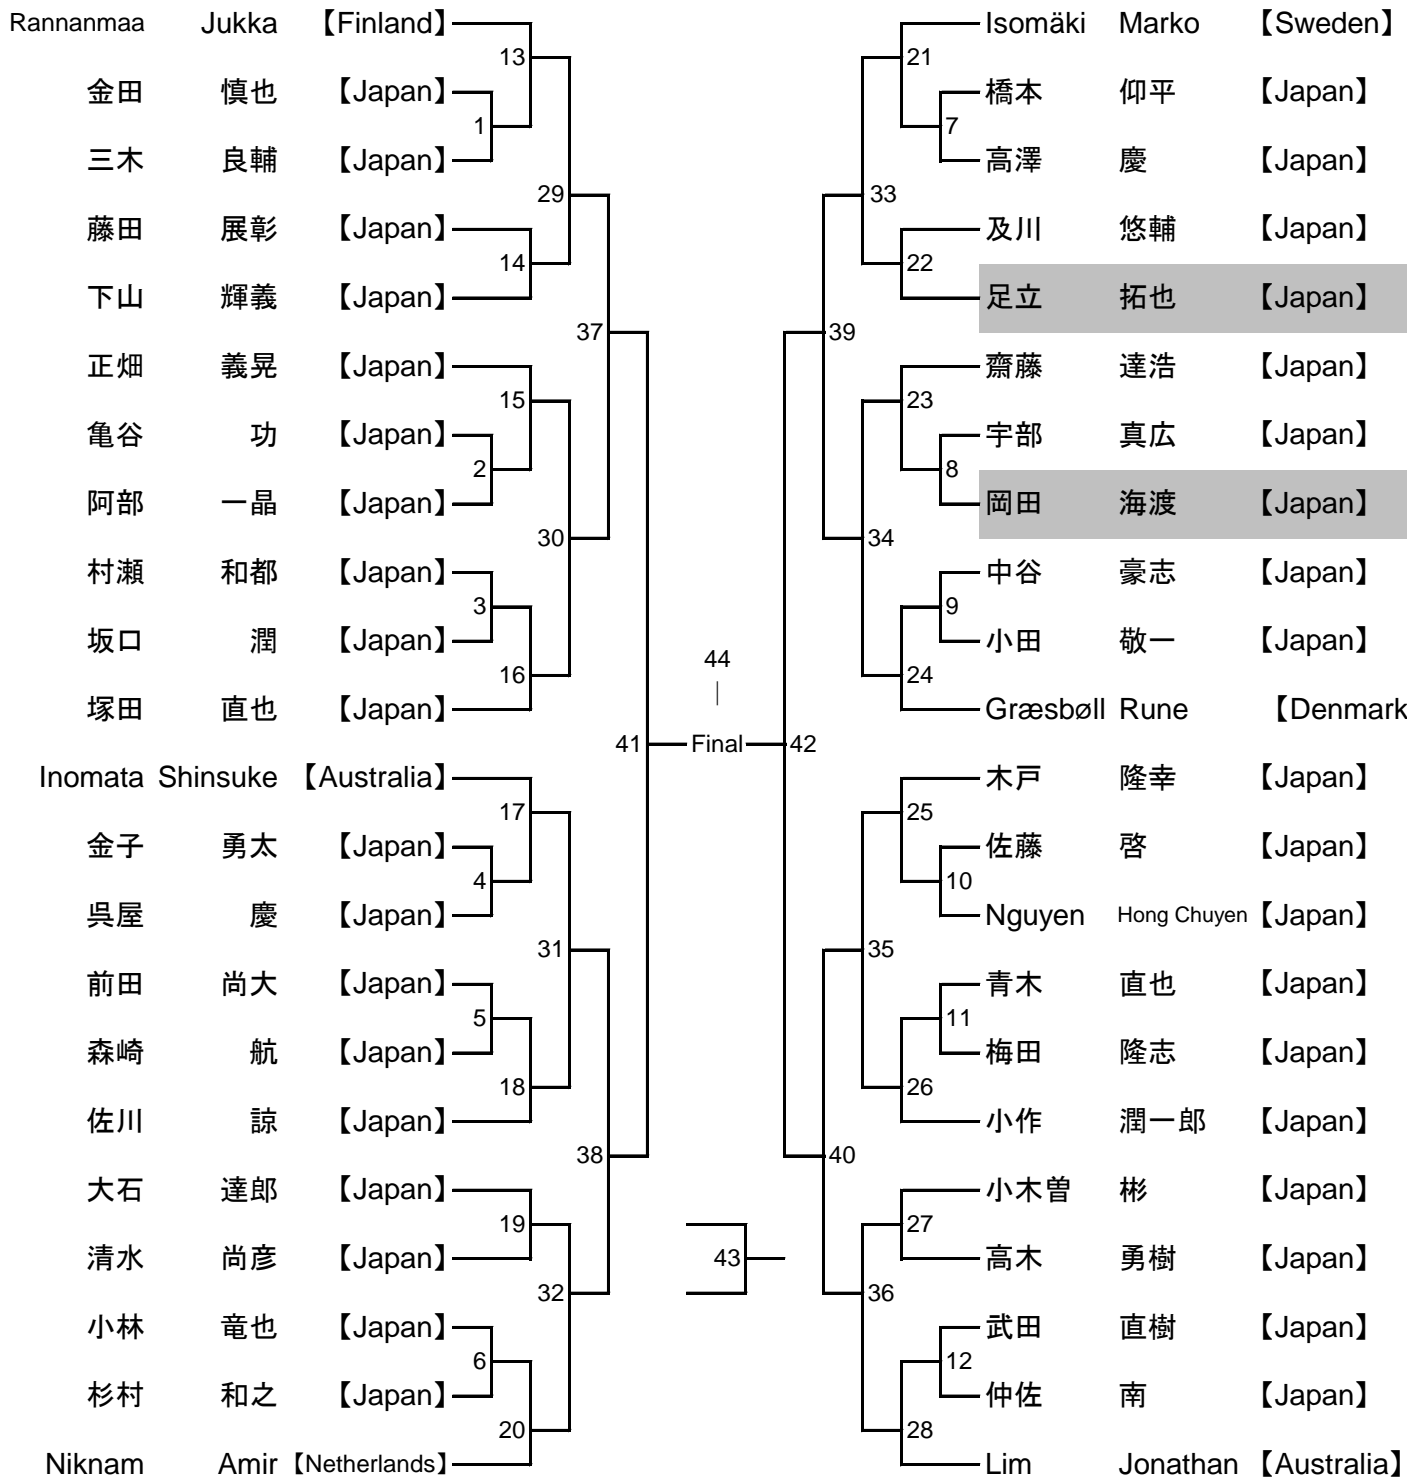 Rannanmaa Jukka 【Finland】
13
金田 慎也 【Japan】
1
三木 良輔 【Japan】
29
藤田 展彰 【Japan】
14
下山 輝義 【Japan】
37
正畑 義晃 【Japan】
15
亀谷 功 【Japan】
2
阿部 一晶 【Japan】
30
村瀬 和都 【Japan】
3
坂口 潤 【Japan】
16
塚田 直也 【Japan】
41
Inomata Shinsuke 【Australia】
17
金子 勇太 【Japan】
4
呉屋 慶 【Japan】
31
前田 尚大 【Japan】
5
森崎 航 【Japan】
18
佐川 諒 【Japan】
38
大石 達郎 【Japan】
19
清水 尚彦 【Japan】
32
小林 竜也 【Japan】
6
杉村 和之 【Japan】
20
Niknam Amir 【Netherlands】
44
|
Final
43
Isomäki Marko 【Sweden】
21
橋本 仰平 【Japan】
7
高澤 慶 【Japan】
33
及川 悠輔 【Japan】
22
足立 拓也 【Japan】
39
齋藤 達浩 【Japan】
23
宇部 真広 【Japan】
8
岡田 海渡 【Japan】
34
中谷 豪志 【Japan】
9
小田 敬一 【Japan】
24
Græsbøll Rune 【Denmark
42
木戸 隆幸 【Japan】
25
佐藤 啓 【Japan】
10
Nguyen Hong Chuyen 【Japan】
35
青木 直也 【Japan】
11
梅田 隆志 【Japan】
26
小作 潤一郎 【Japan】
40
小木曽 彬 【Japan】
27
高木 勇樹 【Japan】
36
武田 直樹 【Japan】
12
仲佐 南 【Japan】
28
Lim Jonathan 【Australia】